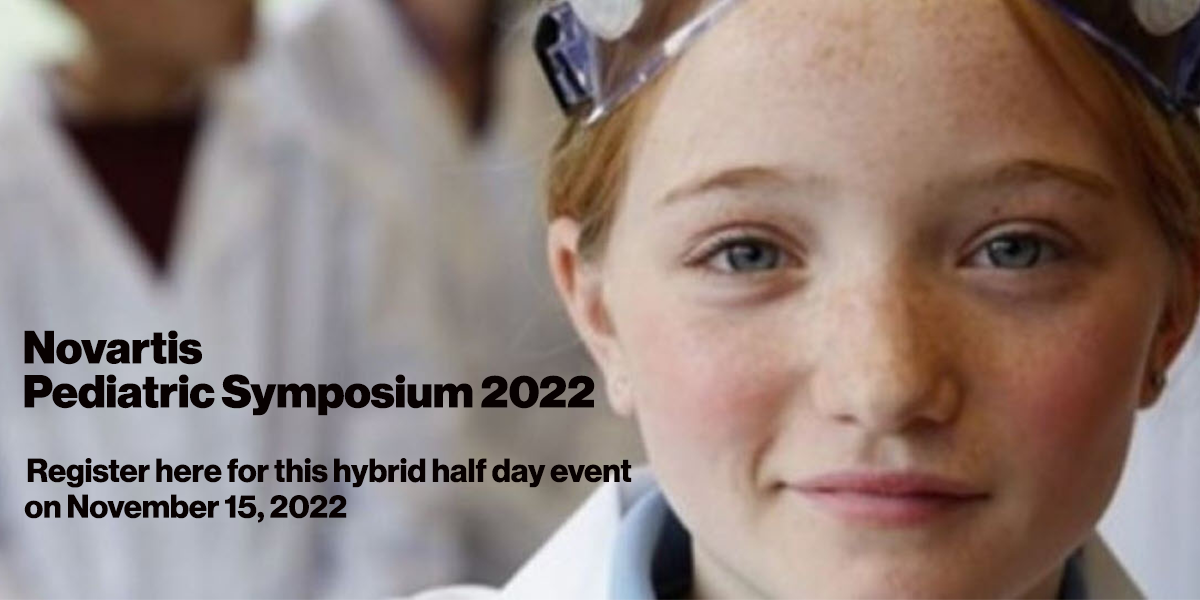 Novartis
Pediatric Symposium 2022
Register here for this hybrid half day event
on November 15, 2022